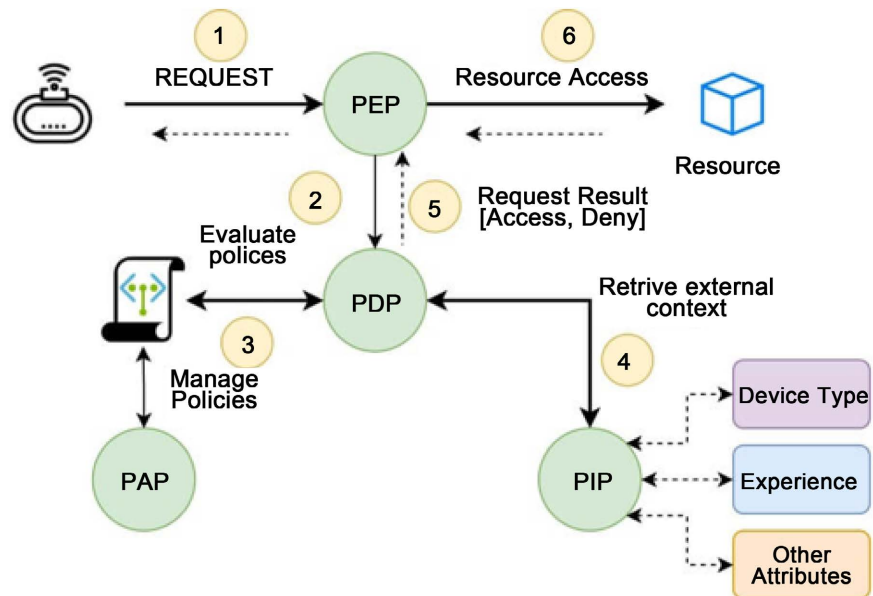 1
6
REQUEST
Resource Access
PEP
Resource
2
5
Request Result
[Access, Deny]
Evaluate
polices
PDP
Retrive external
context
3
4
Manage
Policies
Device Type
PAP
PIP
Experience
Other
Attributes